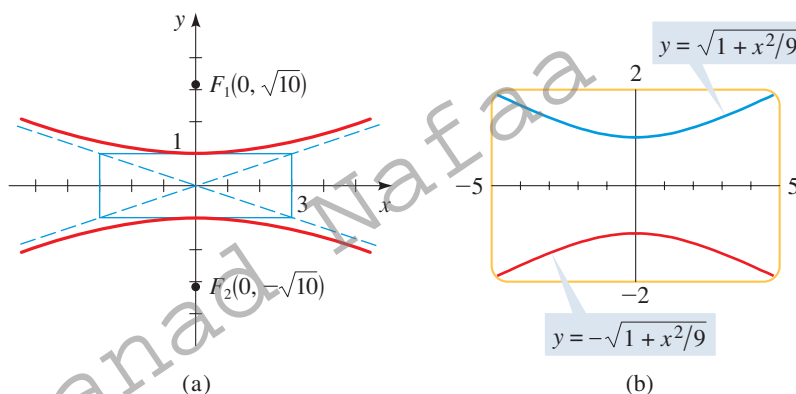 y
F₁(0, √10)
1
3
x
F₂(0, −√10)
(a)
y = √1 + x²/9
2
−5
5
−2
y = −√1 + x²/9
(b)
anad Nafaa